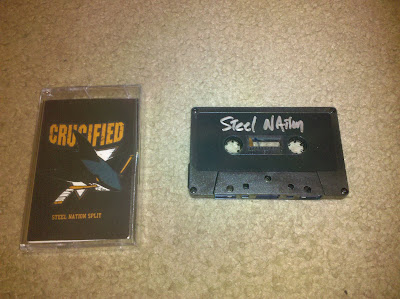 CRUCIFIED
STEEL NATION SPLIT
Steel NAtion